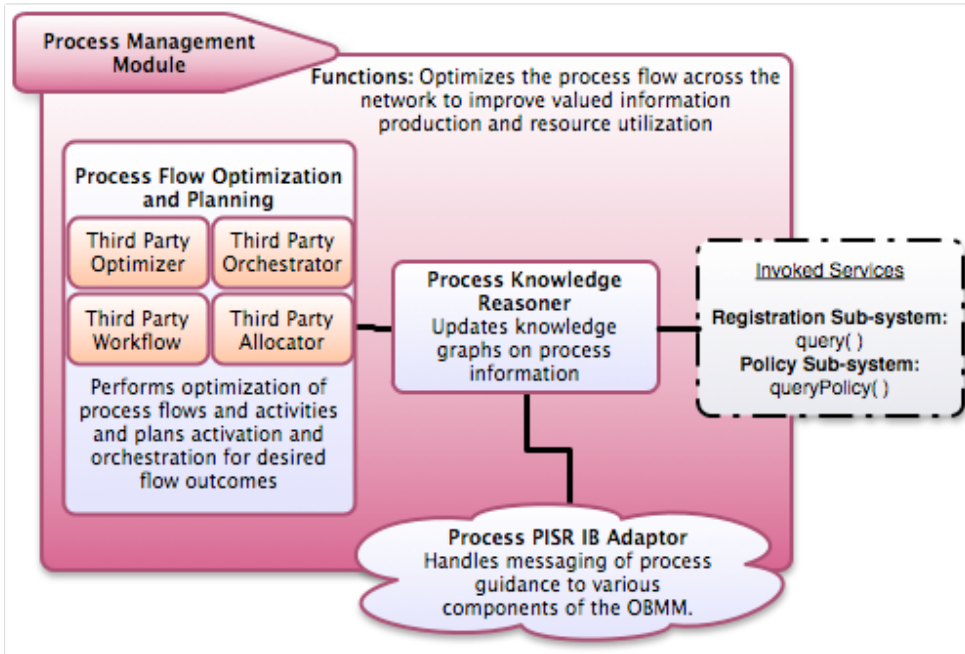 Process Management
Module
Functions: Optimizes the process flow across the
network to improve valued information
production and resource utilization
Process Flow Optimization
and Planning
Third Party
Optimizer
Third Party
Orchestrator
Third Party
Workflow
Third Party
Allocator
Performs optimization of
process flows and activities
and plans activation and
orchestration for desired
flow outcomes
Process Knowledge
Reasoner
Updates knowledge
graphs on process
information
Invoked Services
Registration Sub-system:
query( )
Policy Sub-system:
queryPolicy( )
Process PISR IB Adaptor
Handles messaging of process
guidance to various
components of the OBMM.